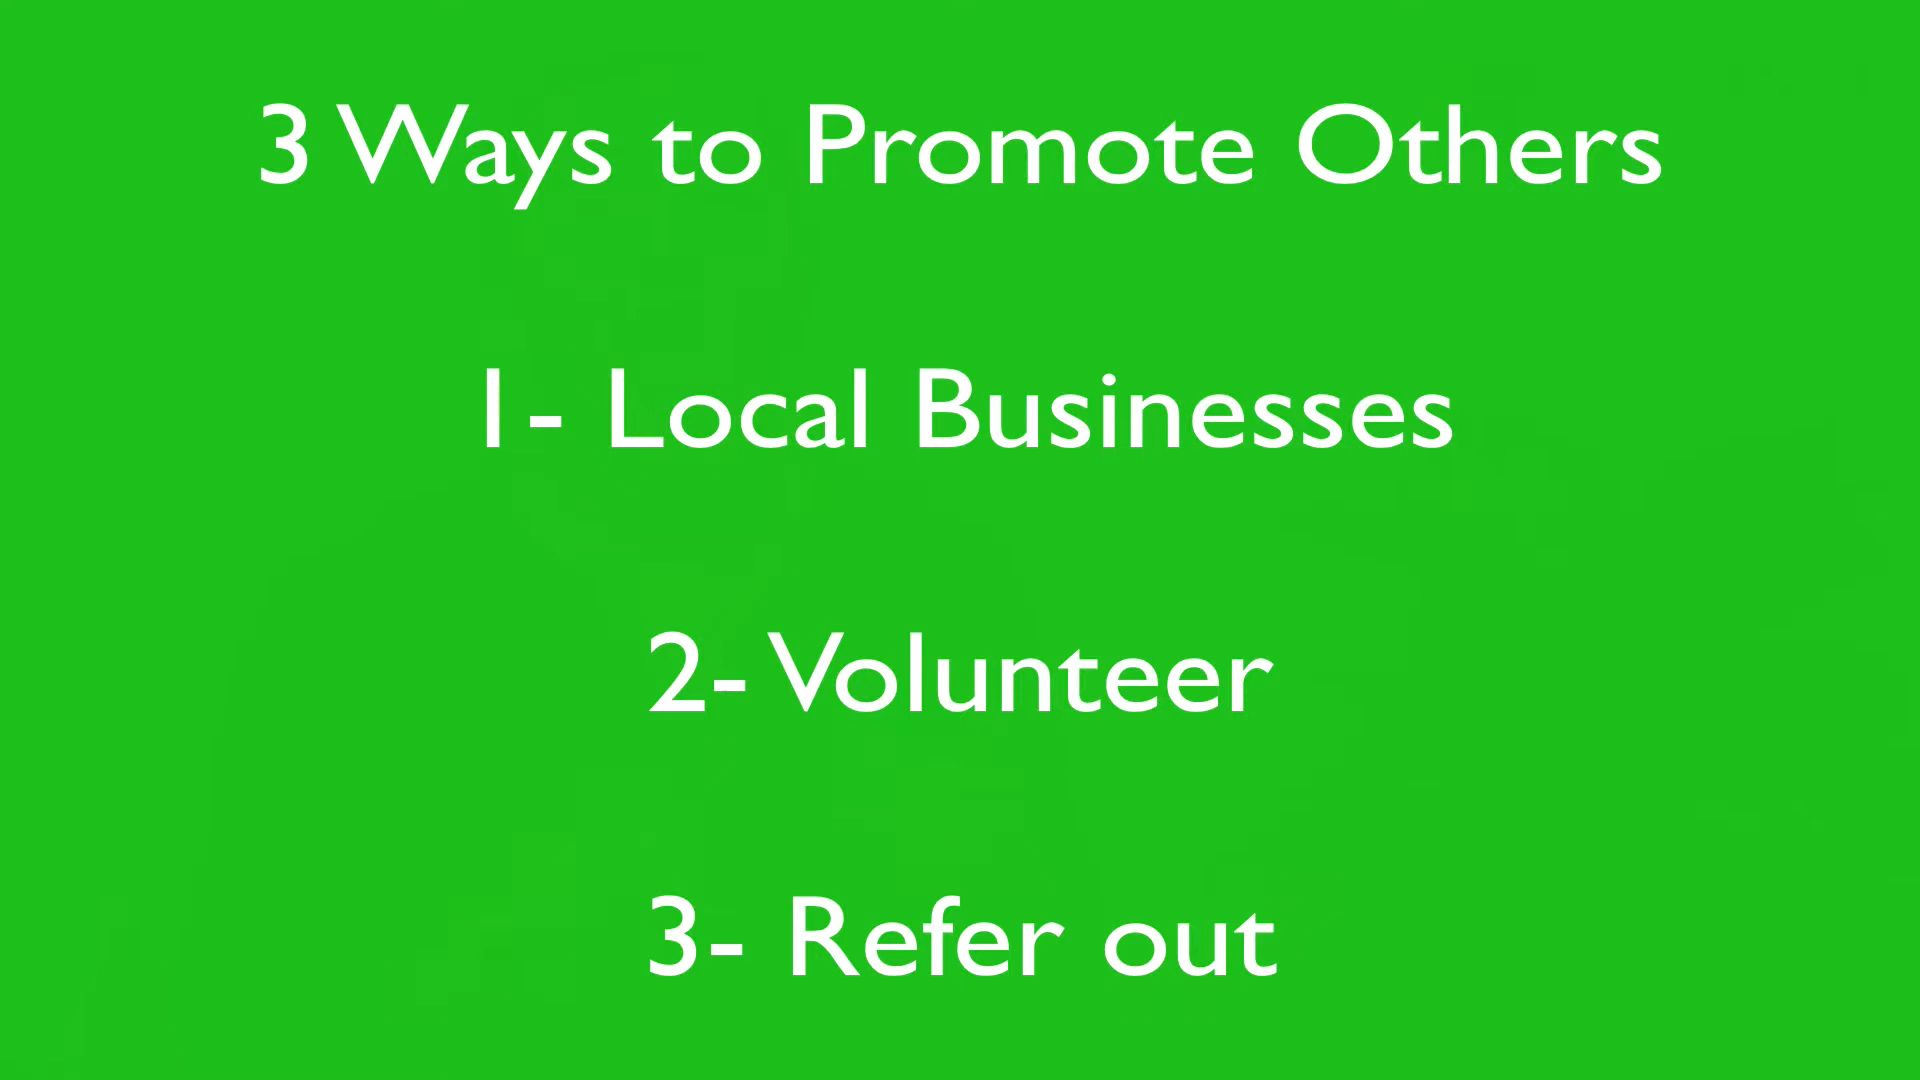 3 Ways to Promote Others
1- Local Businesses
2- Volunteer
3- Refer out